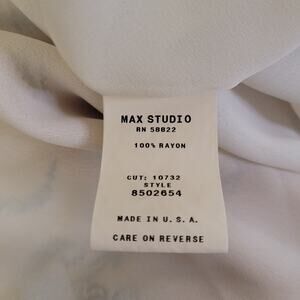 MAX STUDIO
RN 58822
100% RAYON
CUT: 10732
STYLE
8502654
MADE IN U.S.A.
CARE ON REVERSE